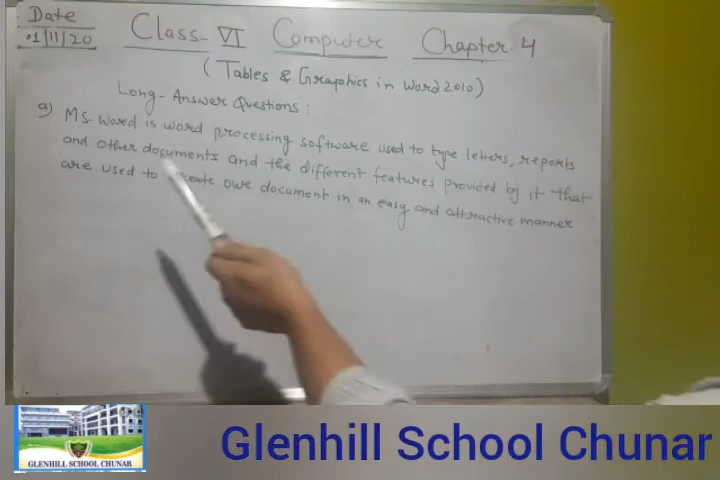 Date
01/11/20
Class-VI Computer Chapter-4
(Tables & Graphics in Word 2010)
Long-Answer Questions:
a) MS-Word is word processing software used to type letters, reports
and other documents and the different features provided by it that
are used to create our document in an easy and attractive manner
GLENHILL SCHOOL CHUNAR
Glenhill School Chunar